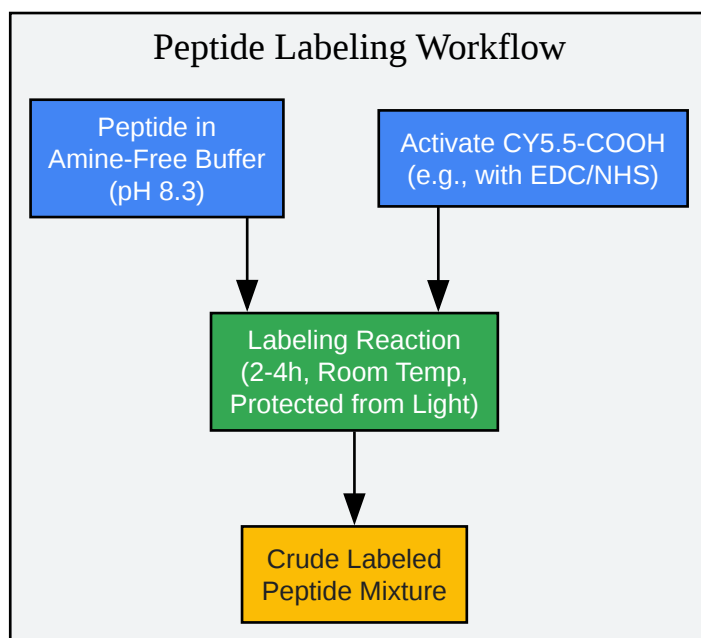 Peptide Labeling Workflow
Peptide in
Amine-Free Buffer
(pH 8.3)
Activate CY5.5-COOH
(e.g., with EDC/NHS)
Labeling Reaction
(2-4h, Room Temp,
Protected from Light)
Crude Labeled
Peptide Mixture